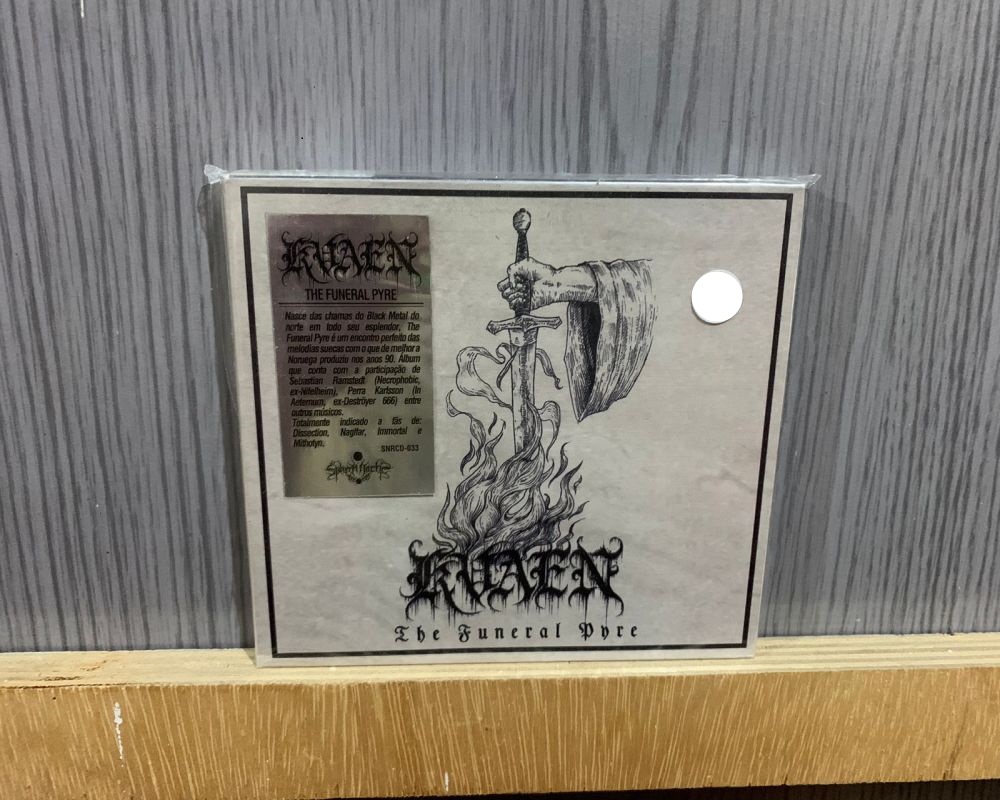 KVAEN
THE FUNERAL PYRE
Nasce das chamas do Black Metal do
norte em todo seu esplendor, The
Funeral Pyre é um encontro perfeito das
melodias suecas com o que de melhor a
Noruega produziu nos anos 90. Álbum
que conta com a participação de
Sebastian Ramstedt (Necrophobic,
ex-Nifelheim), Perra Karlsson (In
Aeternum, ex-Deströyer 666) entre
outros músicos.
Totalmente indicado a fãs de:
Dissection, Naglfar, Immortal e
Mithotyn.
SNRCD-033
KVAEN
The Funeral Pyre